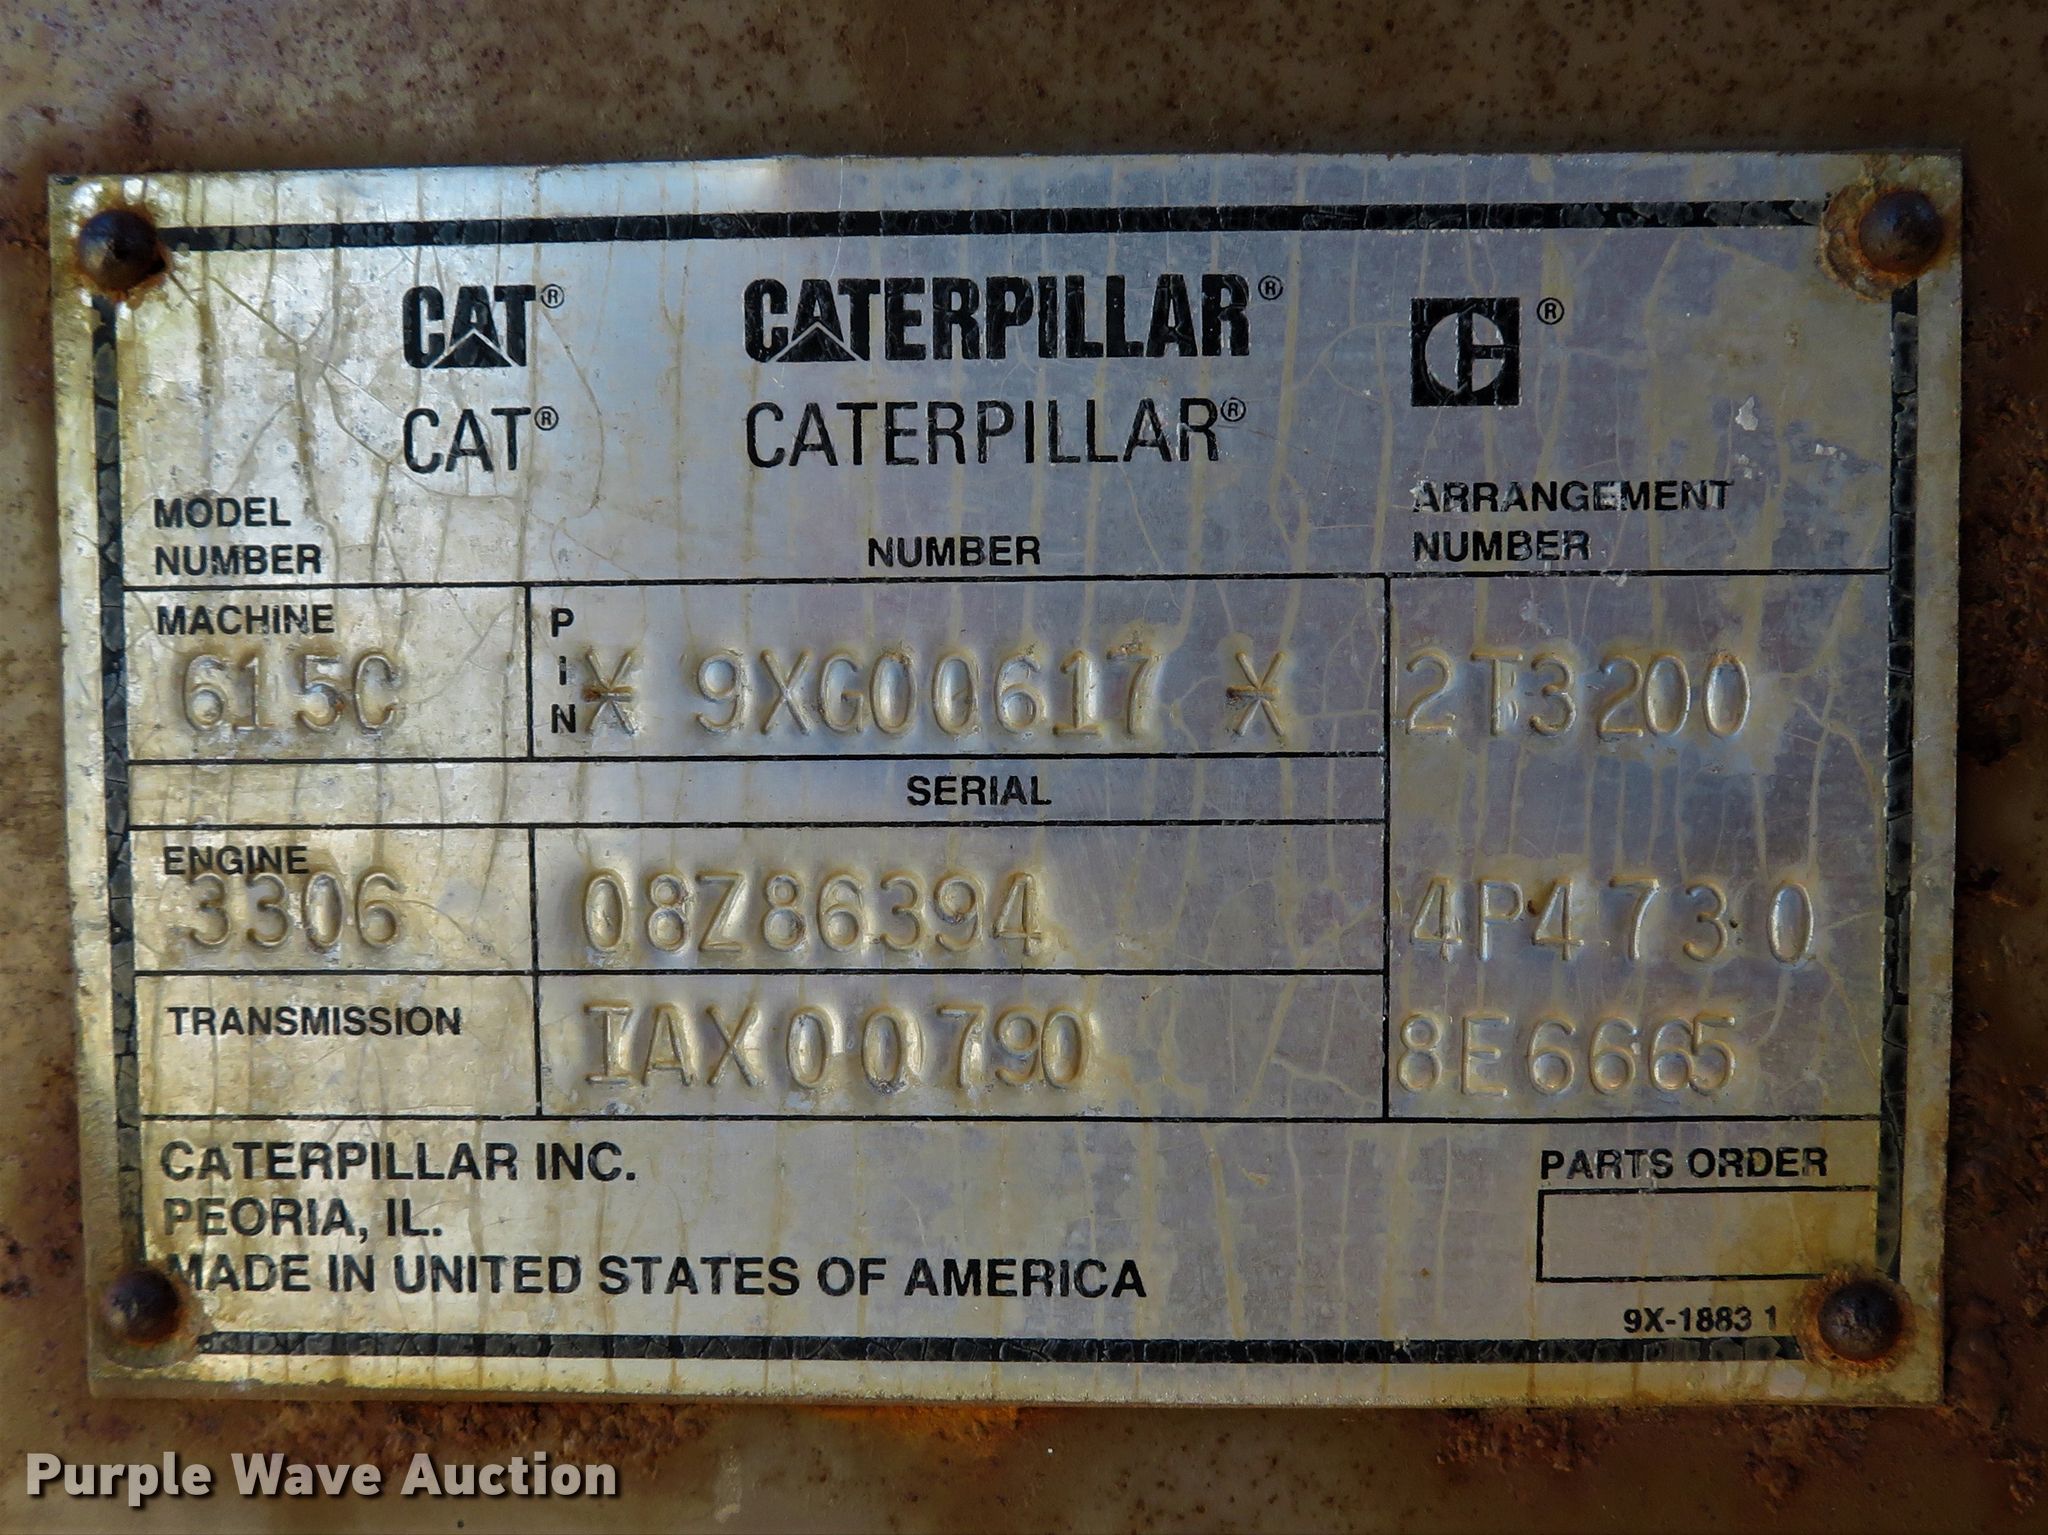 CAT® CATERPILLAR® ®
CAT® CATERPILLAR®
MODEL NUMBER NUMBER ARRANGEMENT NUMBER
MACHINE PIN
615C * 9XG00617 * 2T3200
SERIAL
ENGINE
3306 08Z86394 4P4730
TRANSMISSION IAX00790 8E6665
CATERPILLAR INC.
PEORIA, IL.
MADE IN UNITED STATES OF AMERICA
PARTS ORDER
9X-1883 1
Purple Wave Auction